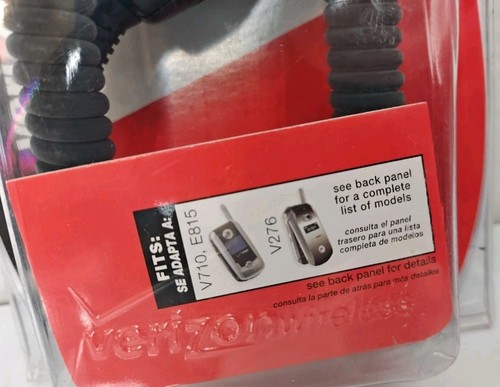 FITS:
SE ADAPTA A:
V710, E815
V276
see back panel
for a complete
list of models
consulta el panel
trasero para una lista
completa de modelos
see back panel for details
consulta la parte de atrás para más detalles
verizonwireless